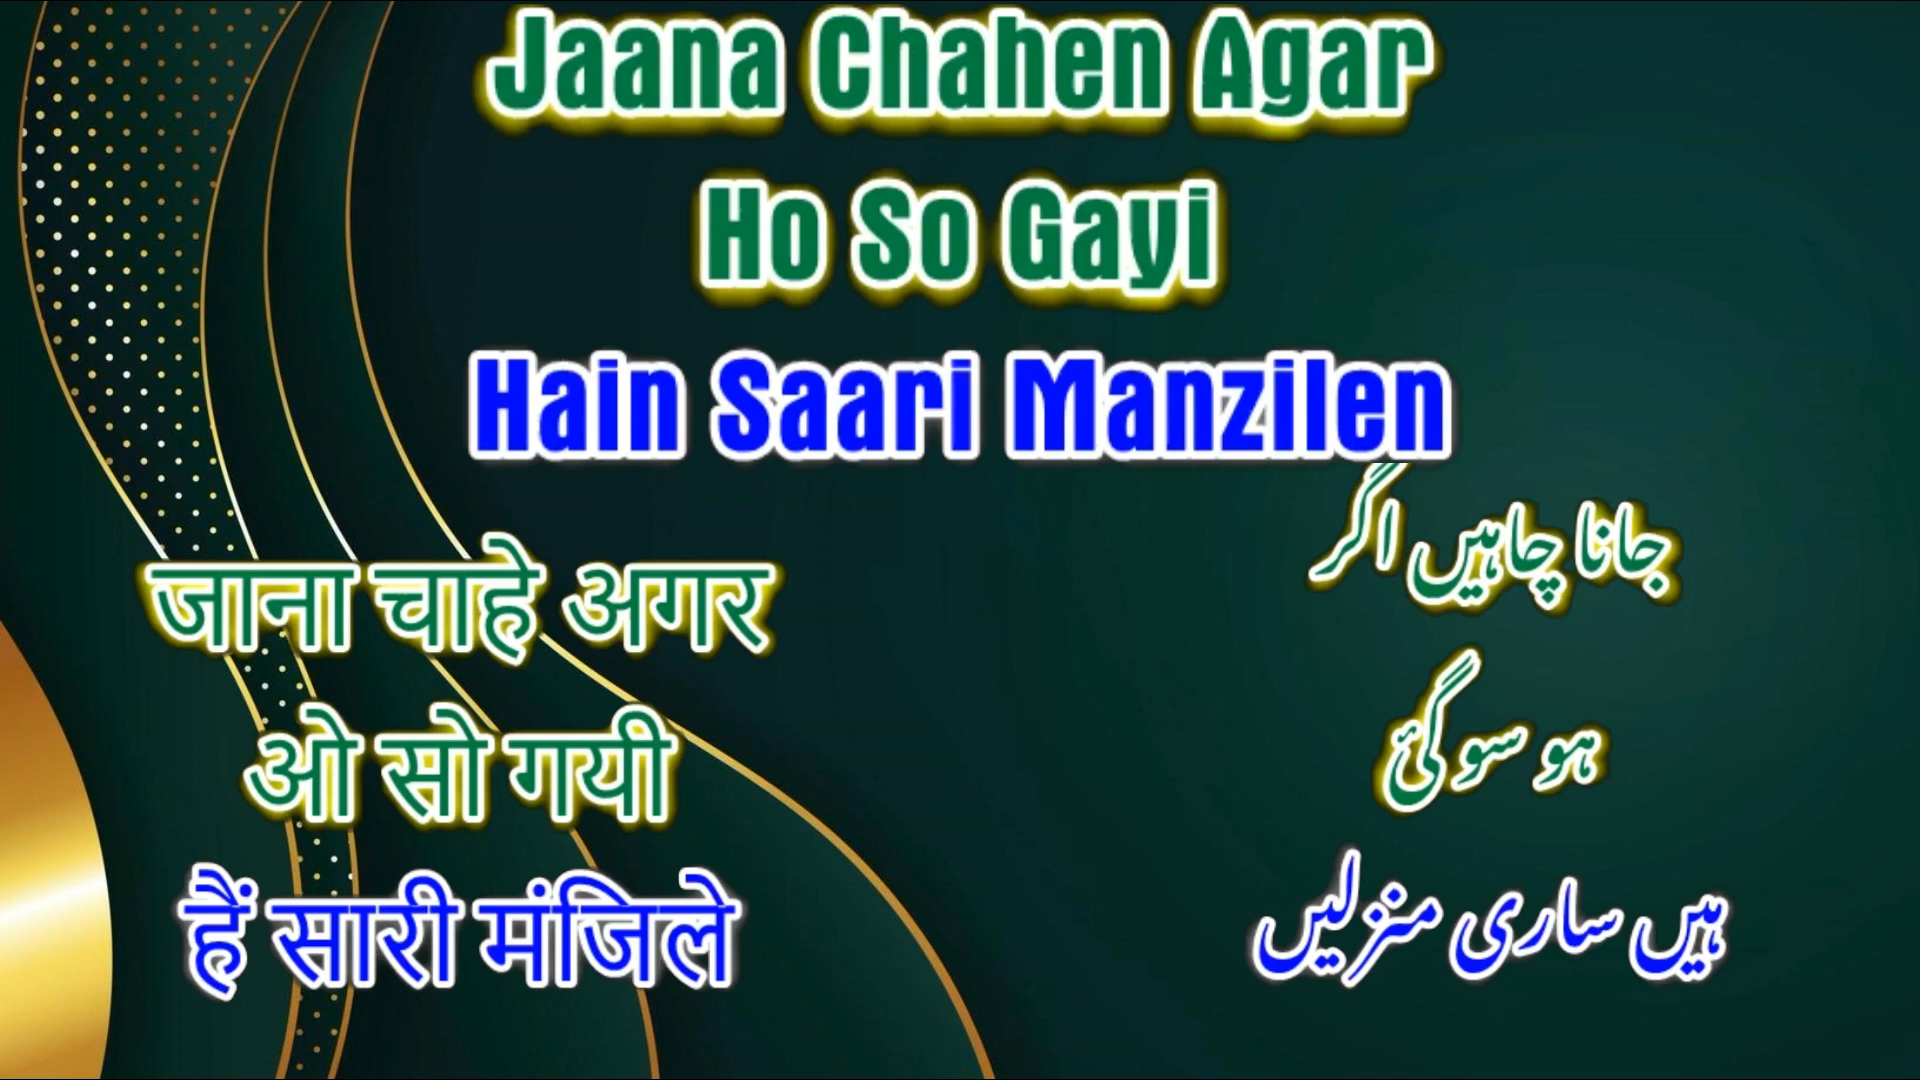 Jaana Chahen Agar
Ho So Gayi
Hain Saari Manzilen
जाना चाहे अगर
ओ सो गयी
हैं सारी मंजिले
جانا چاہیں اگر
ہو سو گئ
ہیں ساری منزلیں